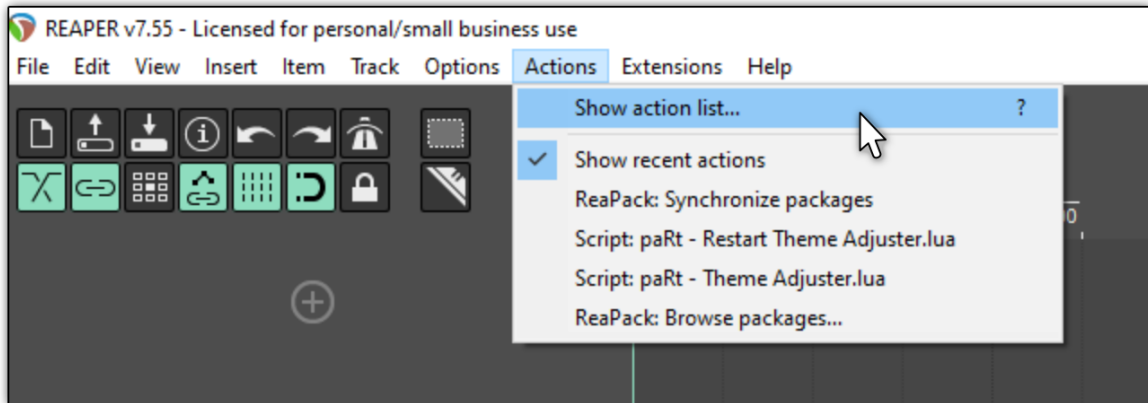 REAPER v7.55 - Licensed for personal/small business use
File Edit View Insert Item Track Options Actions Extensions Help
Show action list... ?
Show recent actions
ReaPack: Synchronize packages
Script: paRt - Restart Theme Adjuster.lua
Script: paRt - Theme Adjuster.lua
ReaPack: Browse packages...